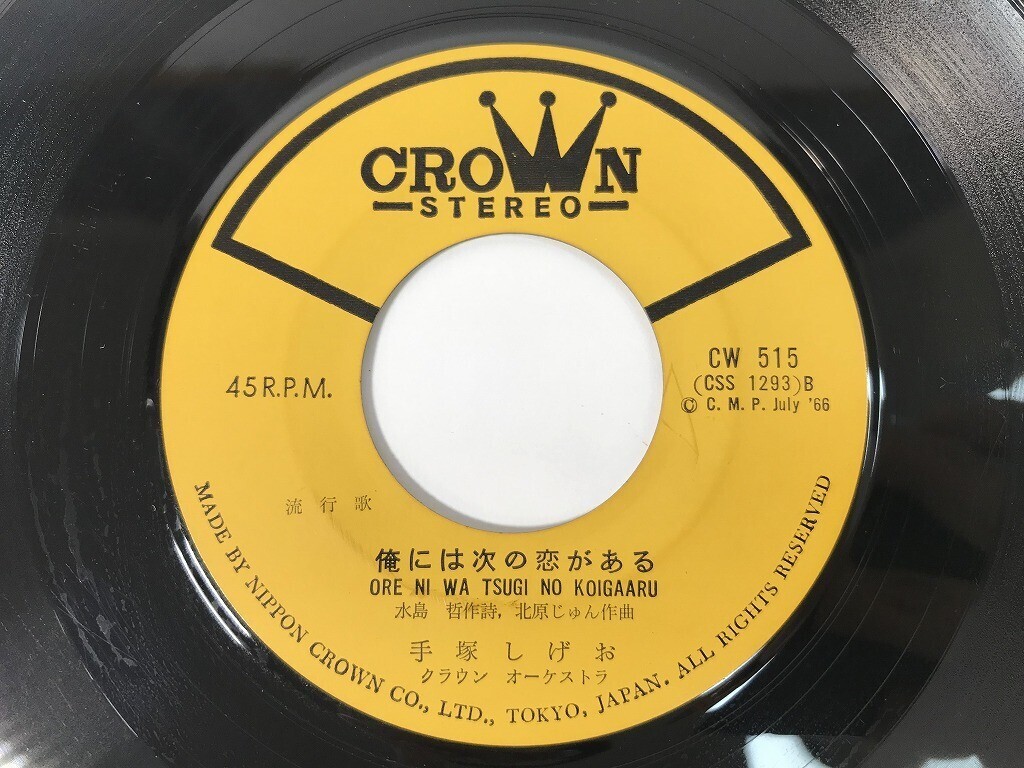 CROWN
STEREO
45 R.P.M.
CW 515
(CSS 1293) B
© C. M. P. July '66
流行歌
俺には次の恋がある
ORE NI WA TSUGI NO KOIGAARU
水島 哲作詩, 北原じゅん作曲
手塚しげお
クラウン オーケストラ
MADE BY NIPPON CROWN CO., LTD., TOKYO, JAPAN. ALL RIGHTS RESERVED